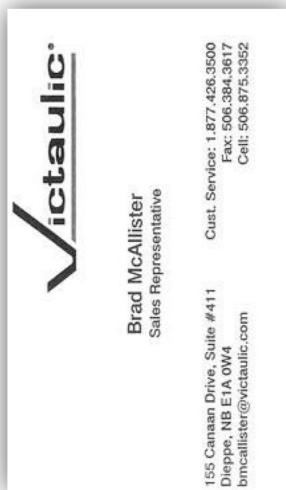 Victaulic®
Brad McAllister
Sales Representative
155 Canaan Drive, Suite #411
Dieppe, NB E1A 0W4
bmcallister@victaulic.com
Cust. Service: 1.877.426.3500
Fax: 506.384.3617
Cell: 506.875.3352